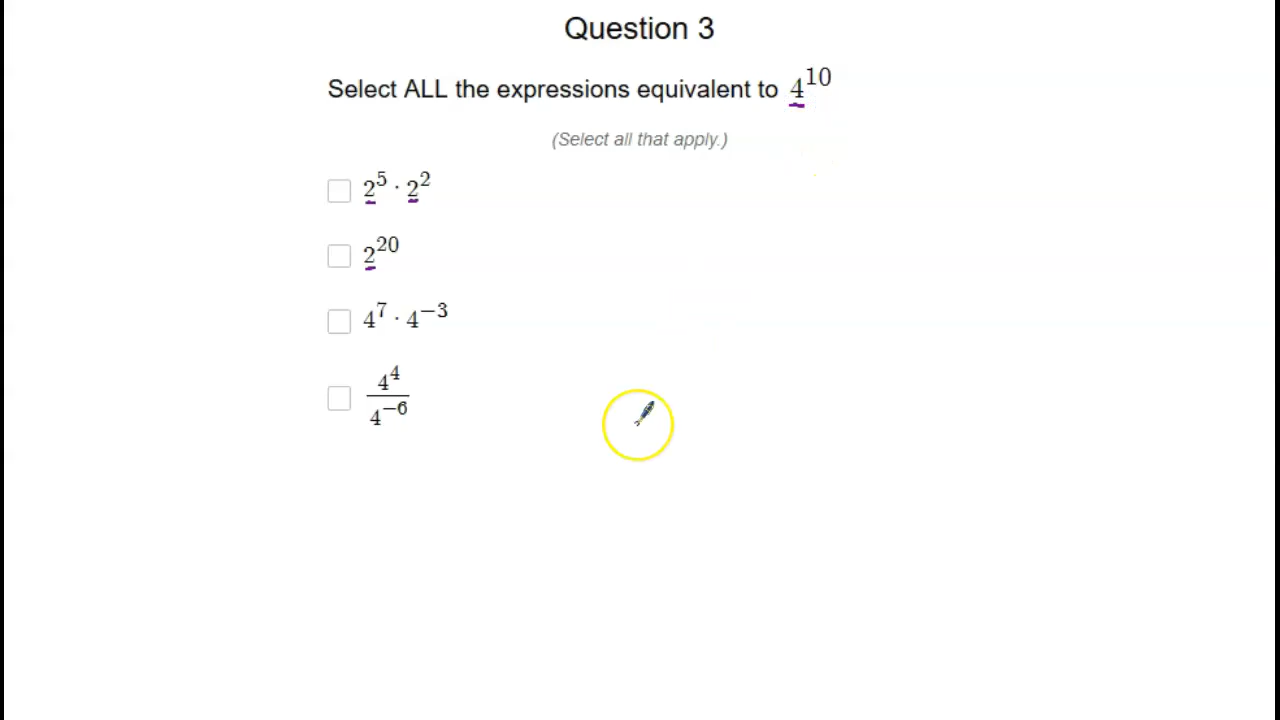 Question 3
Select ALL the expressions equivalent to 4^10
(Select all that apply.)
2^5 · 2^2
2^20
4^7 · 4^−3
4^4
4^−6